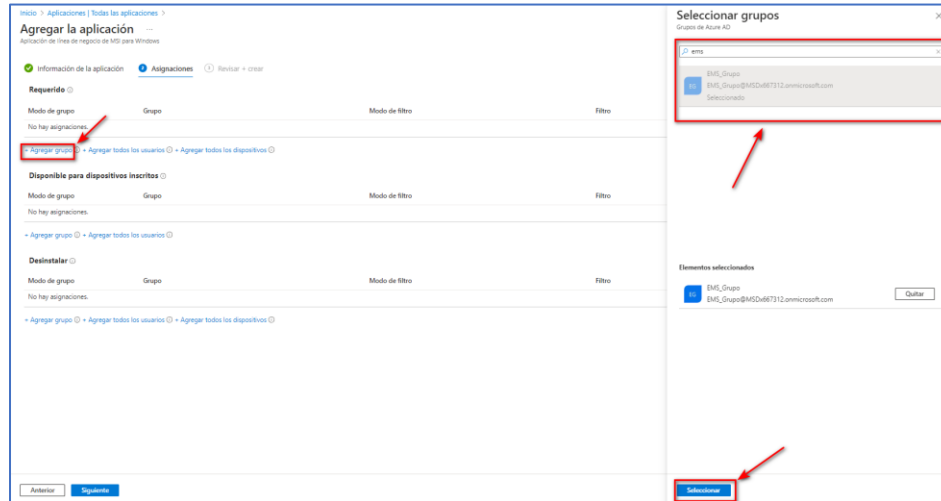 Inicio > Aplicaciones | Todas las aplicaciones >
Agregar la aplicación ...
Aplicación de línea de negocio de MSI para Windows
Información de la aplicación 2 Asignaciones 3 Revisar + crear
Requerido
Modo de grupo Grupo Modo de filtro Filtro
No hay asignaciones.
+ Agregar grupo + Agregar todos los usuarios + Agregar todos los dispositivos
Disponible para dispositivos inscritos
Modo de grupo Grupo Modo de filtro Filtro
No hay asignaciones.
+ Agregar grupo + Agregar todos los usuarios
Desinstalar
Modo de grupo Grupo Modo de filtro Filtro
No hay asignaciones.
+ Agregar grupo + Agregar todos los usuarios + Agregar todos los dispositivos
Anterior Siguiente
Seleccionar grupos
Grupos de Azure AD
ems
EG
EMS_Grupo
EMS_Grupo@MSDx667312.onmicrosoft.com
Seleccionado
Elementos seleccionados
EG
EMS_Grupo
EMS_Grupo@MSDx667312.onmicrosoft.com
Quitar
Seleccionar